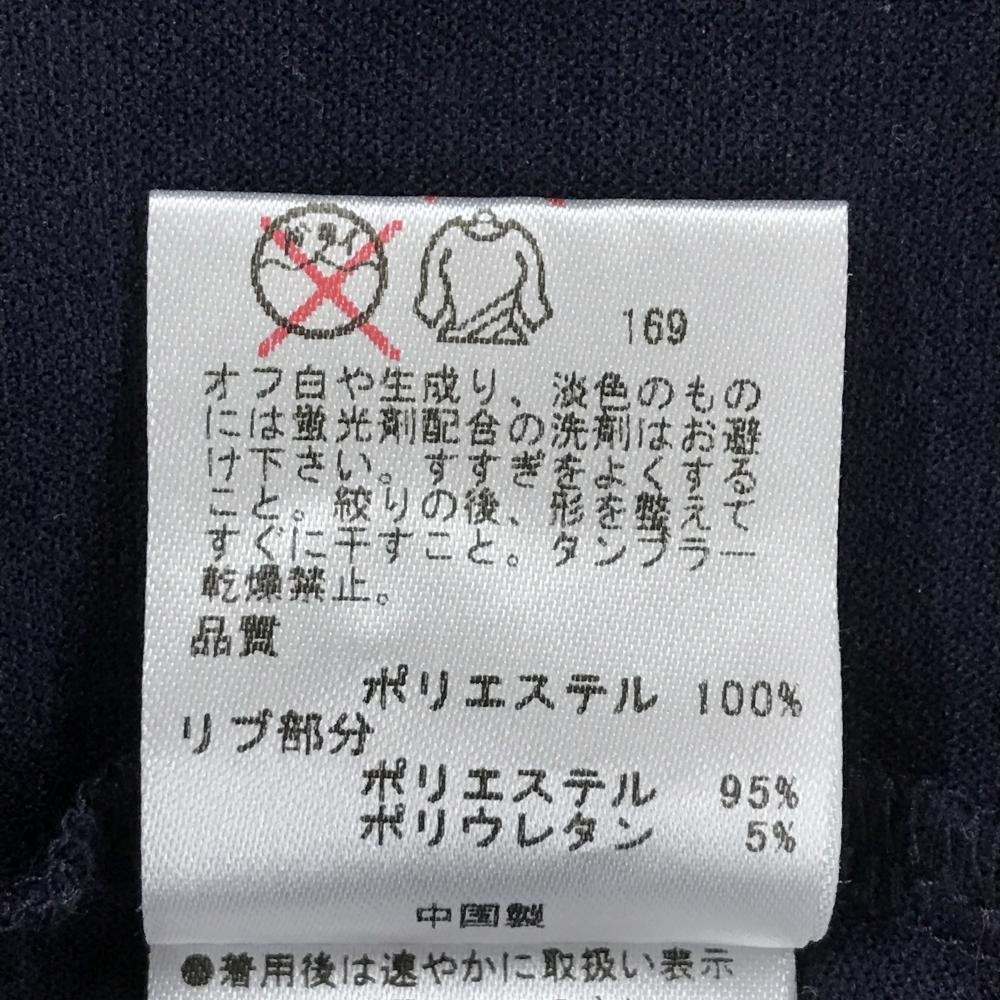 ドライ
169
オフ白や生成り、淡色のもの
には蛍光剤配合の洗剤はお避
け下さい。すすぎをよくする
こと。絞りの後、形を整えて
すぐに干すこと。タンブラー
乾燥禁止。
品質
ポリエステル 100%
リブ部分
ポリエステル 95%
ポリウレタン 5%
中国製
●着用後は速やかに取扱い表示